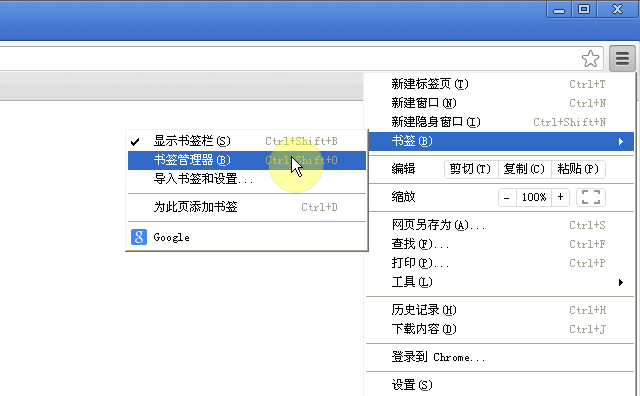 新建标签页(T) Ctrl+T
新建窗口(N) Ctrl+N
新建隐身窗口(I) Ctrl+Shift+N
书签(B)
显示书签栏(S) Ctrl+Shift+B
书签管理器(B) Ctrl+Shift+O
导入书签和设置...
为此页添加书签 Ctrl+D
Google
编辑 剪切(T) 复制(C) 粘贴(P)
缩放 - 100% +
网页另存为(A)... Ctrl+S
查找(F)... Ctrl+F
打印(P)... Ctrl+P
工具(L)
历史记录(H) Ctrl+H
下载内容(D) Ctrl+J
登录到 Chrome...
设置(S)